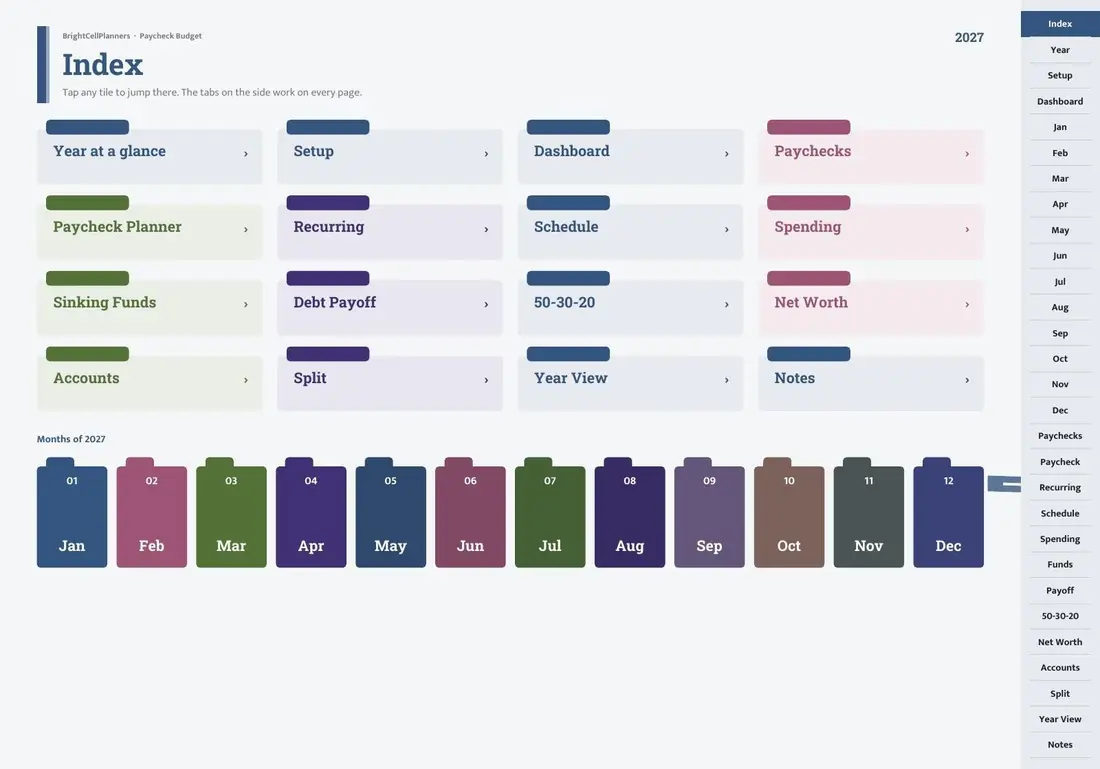 BrightCellPlanners · Paycheck Budget
2027
Index
Tap any tile to jump there. The tabs on the side work on every page.
Year at a glance ›
Setup ›
Dashboard ›
Paychecks ›
Paycheck Planner ›
Recurring ›
Schedule ›
Spending ›
Sinking Funds ›
Debt Payoff ›
50-30-20 ›
Net Worth ›
Accounts ›
Split ›
Year View ›
Notes ›
Months of 2027
01
Jan
02
Feb
03
Mar
04
Apr
05
May
06
Jun
07
Jul
08
Aug
09
Sep
10
Oct
11
Nov
12
Dec
Index
Year
Setup
Dashboard
Jan
Feb
Mar
Apr
May
Jun
Jul
Aug
Sep
Oct
Nov
Dec
Paychecks
Paycheck
Recurring
Schedule
Spending
Funds
Payoff
50-30-20
Net Worth
Accounts
Split
Year View
Notes